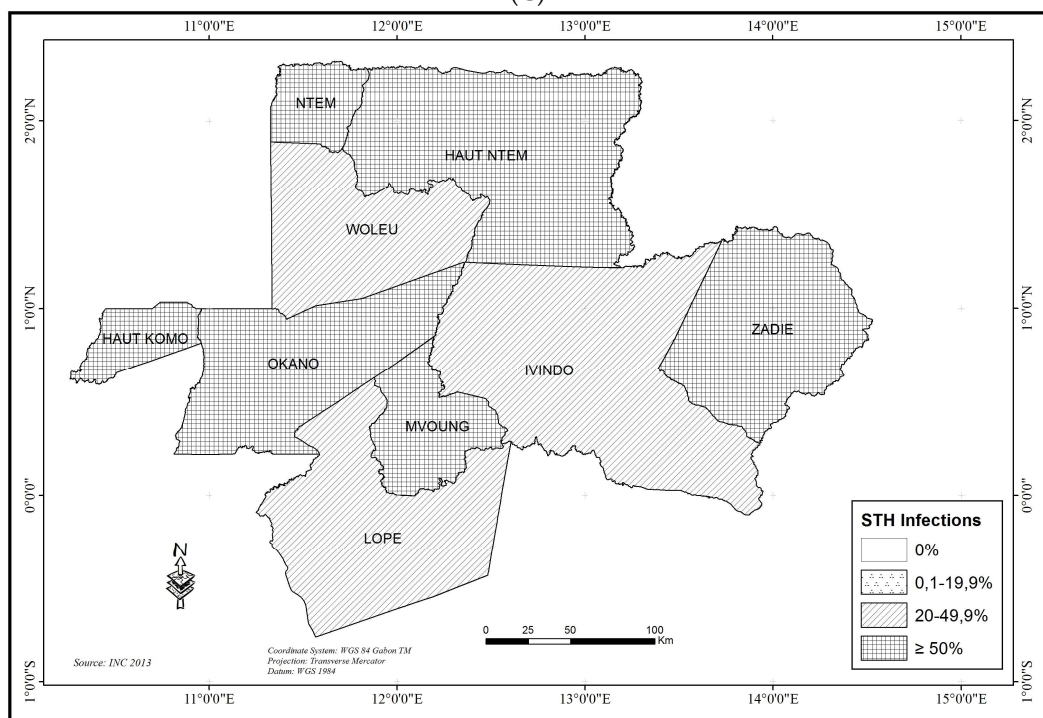 11°0'0"E 12°0'0"E 13°0'0"E 14°0'0"E 15°0'0"E
2°0'0"N 2°0'0"N
NTEM
HAUT NTEM
WOLEU
1°0'0"N 1°0'0"N
HAUT KOMO
OKANO
ZADIE
IVINDO
MVOUNG
0°0'0" 0°0'0"
LOPE
STH Infections
0%
0,1-19,9%
20-49,9%
≥ 50%
N
0 25 50 100
Km
Source: INC 2013
Coordinate System: WGS 84 Gabon TM
Projection: Transverse Mercator
Datum: WGS 1984
1°0'0"S 1°0'0"S
11°0'0"E 12°0'0"E 13°0'0"E 14°0'0"E 15°0'0"E